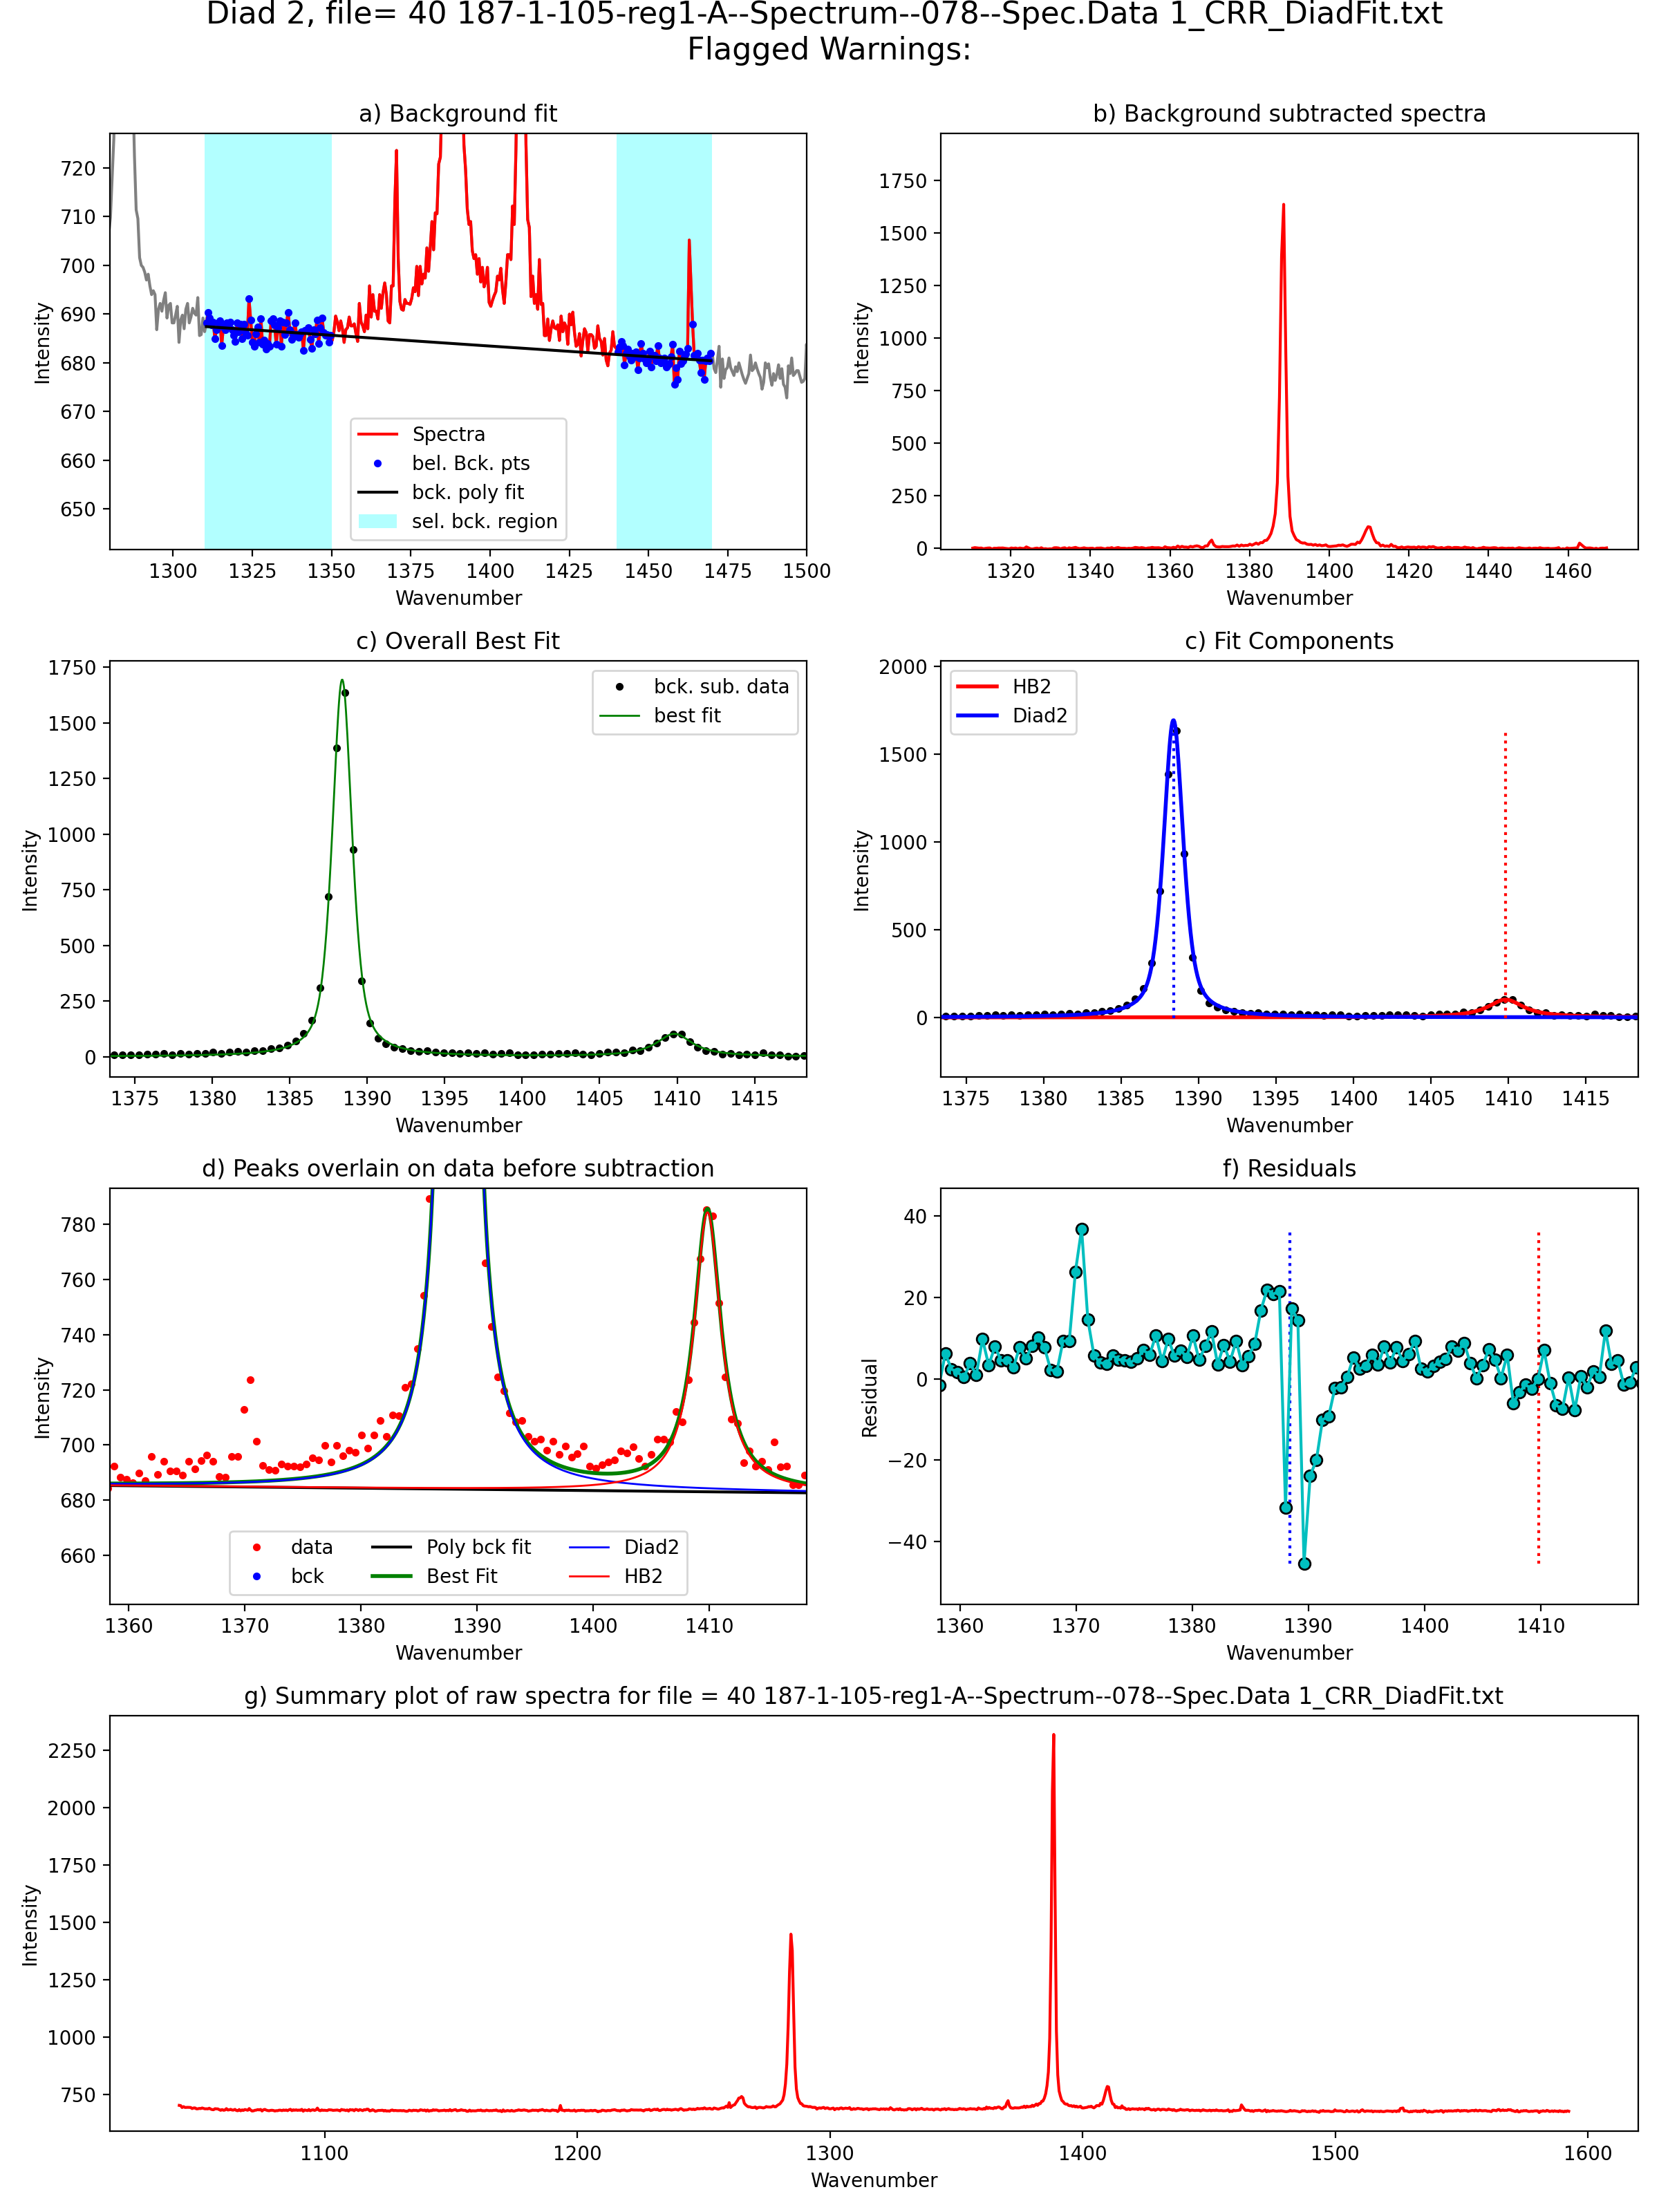 Diad 2, file= 40 187-1-105-reg1-A--Spectrum--078--Spec.Data 1_CRR_DiadFit.txt
Flagged Warnings:
a) Background fit
720
710
700
690
680
670
660
650
Intensity
Spectra
bel. Bck. pts
bck. poly fit
sel. bck. region
1300 1325 1350 1375 1400 1425 1450 1475 1500
Wavenumber
b) Background subtracted spectra
1750
1500
1250
1000
750
500
250
0
Intensity
1320 1340 1360 1380 1400 1420 1440 1460
Wavenumber
c) Overall Best Fit
1750
1500
1250
1000
750
500
250
0
Intensity
bck. sub. data
best fit
1375 1380 1385 1390 1395 1400 1405 1410 1415
Wavenumber
c) Fit Components
2000
1500
1000
500
0
Intensity
HB2
Diad2
1375 1380 1385 1390 1395 1400 1405 1410 1415
Wavenumber
d) Peaks overlain on data before subtraction
780
760
740
720
700
680
660
Intensity
data
bck
Poly bck fit
Best Fit
Diad2
HB2
1360 1370 1380 1390 1400 1410
Wavenumber
f) Residuals
40
20
0
−20
−40
Residual
1360 1370 1380 1390 1400 1410
Wavenumber
g) Summary plot of raw spectra for file = 40 187-1-105-reg1-A--Spectrum--078--Spec.Data 1_CRR_DiadFit.txt
2250
2000
1750
1500
1250
1000
750
Intensity
1100 1200 1300 1400 1500 1600
Wavenumber